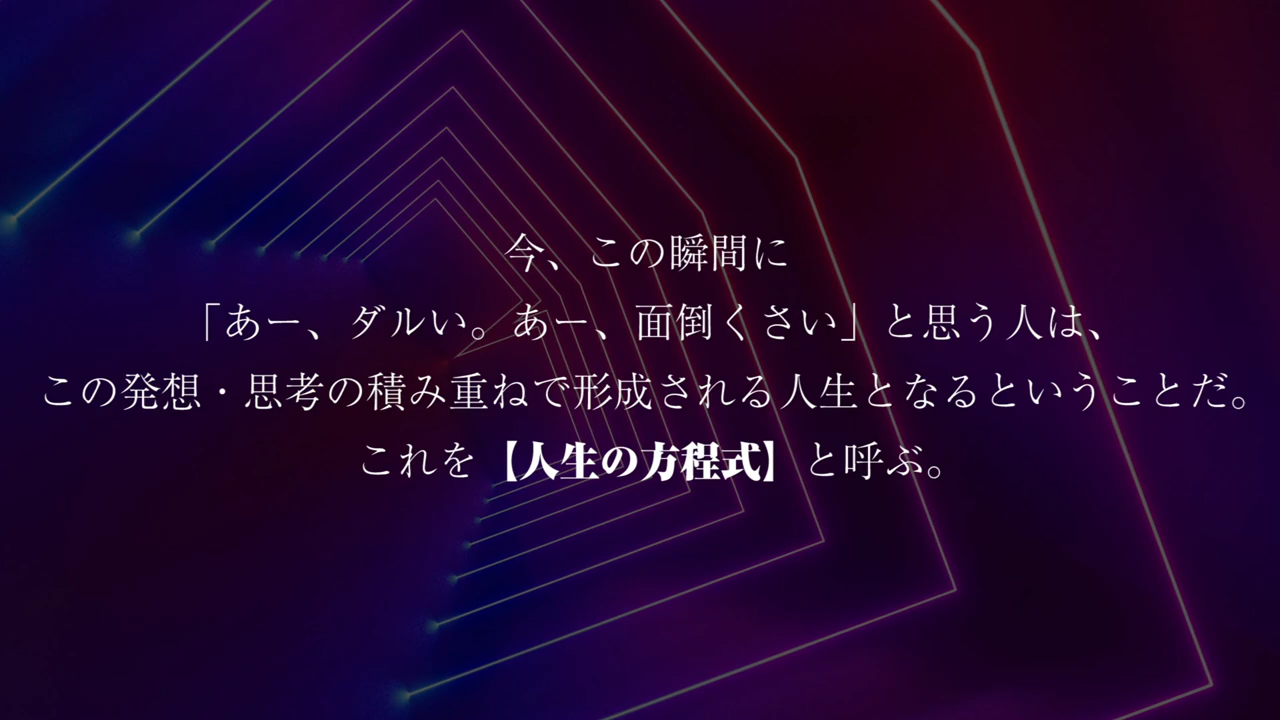 今、この瞬間に
「あー、ダルい。あー、面倒くさい」と思う人は、
この発想・思考の積み重ねで形成される人生となるということだ。
これを【人生の方程式】と呼ぶ。